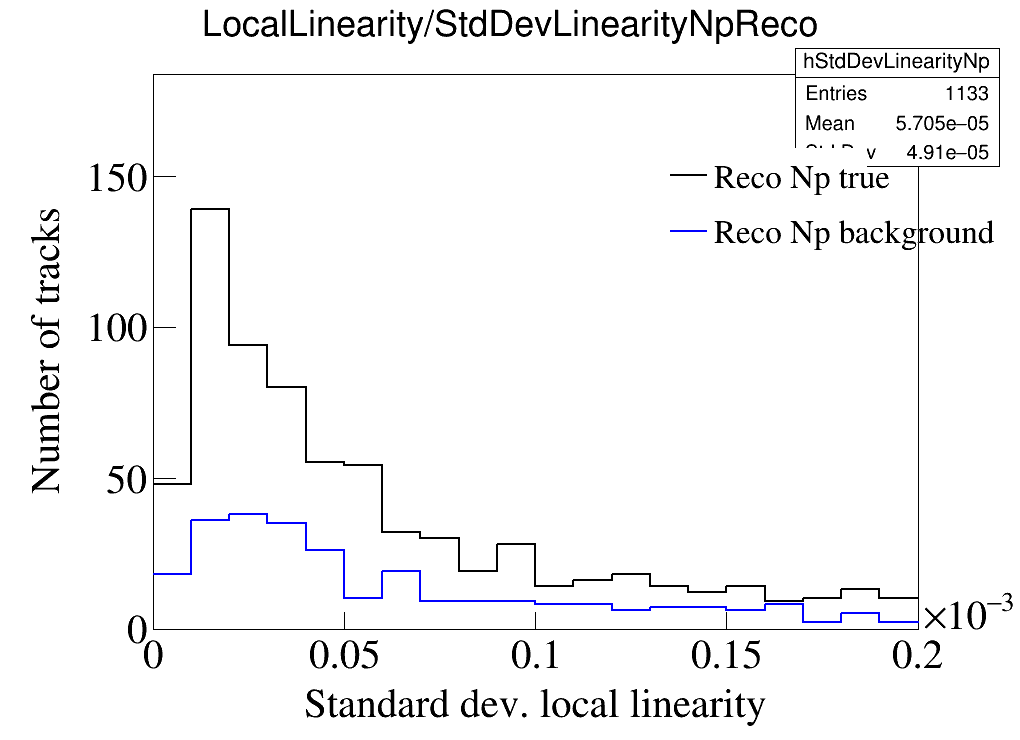 LocalLinearity/StdDevLinearityNpReco
hStdDevLinearityNp
Entries 1133
Mean 5.705e−05
4.91e−05
Reco Np true
Reco Np background
Number of tracks
150
100
50
0
0 0.05 0.1 0.15 0.2
×10⁻³
Standard dev. local linearity